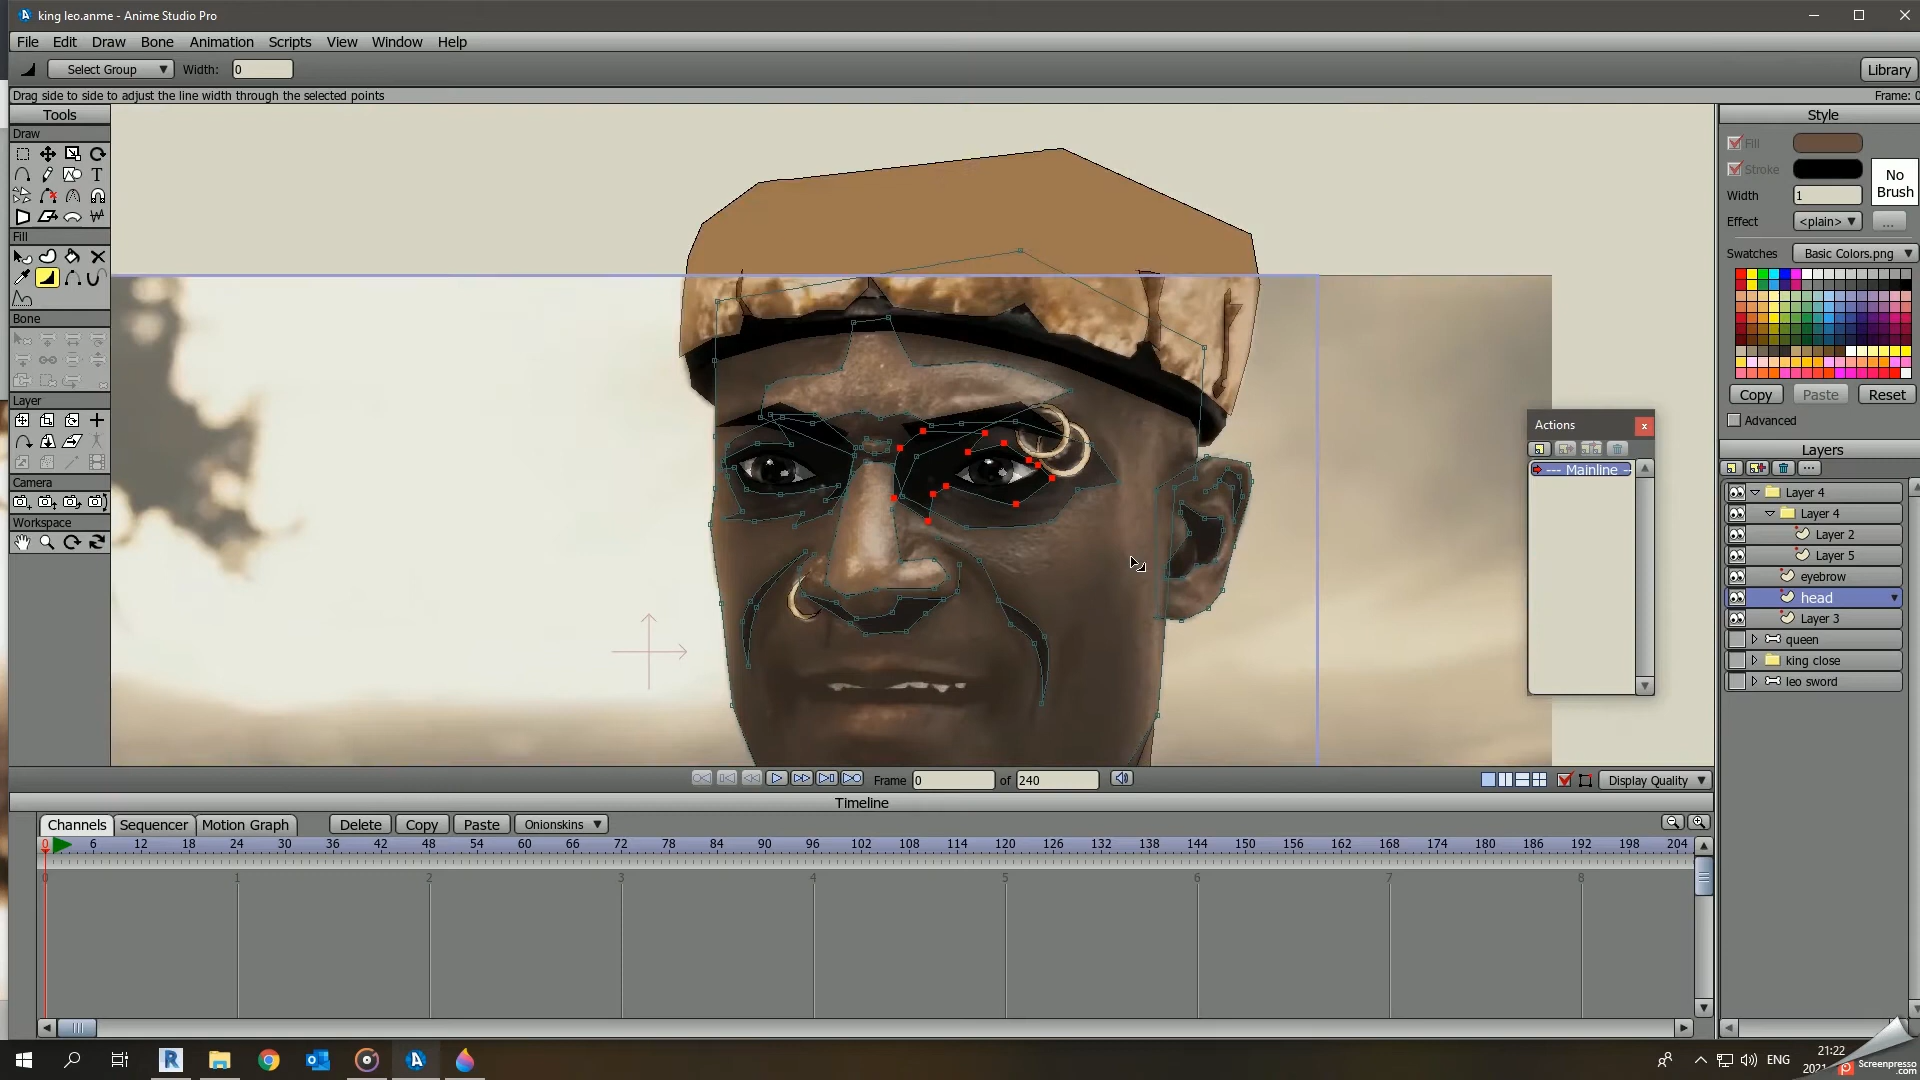 king leo.anme - Anime Studio Pro
File Edit Draw Bone Animation Scripts View Window Help
Select Group Width: 0 Library
Drag side to side to adjust the line width through the selected points Frame: 0
Tools
Draw
T
Fill
Bone
Layer
Camera
Workspace
Style
Fill
Stroke
No
Brush
Width 1
Effect <plain> ...
Swatches Basic Colors.png
Copy Paste Reset
Advanced
Actions x
--- Mainline --
Layers
...
Layer 4
Layer 4
Layer 2
Layer 5
eyebrow
head
Layer 3
queen
king close
leo sword
Frame 0 of 240 Display Quality
Timeline
Channels Sequencer Motion Graph Delete Copy Paste Onionskins
0 6 12 18 24 30 36 42 48 54 60 66 72 78 84 90 96 102 108 114 120 126 132 138 144 150 156 162 168 174 180 186 192 198 204
0 1 2 3 4 5 6 7 8
ENG
21:22
2021
Screenpresso
.com